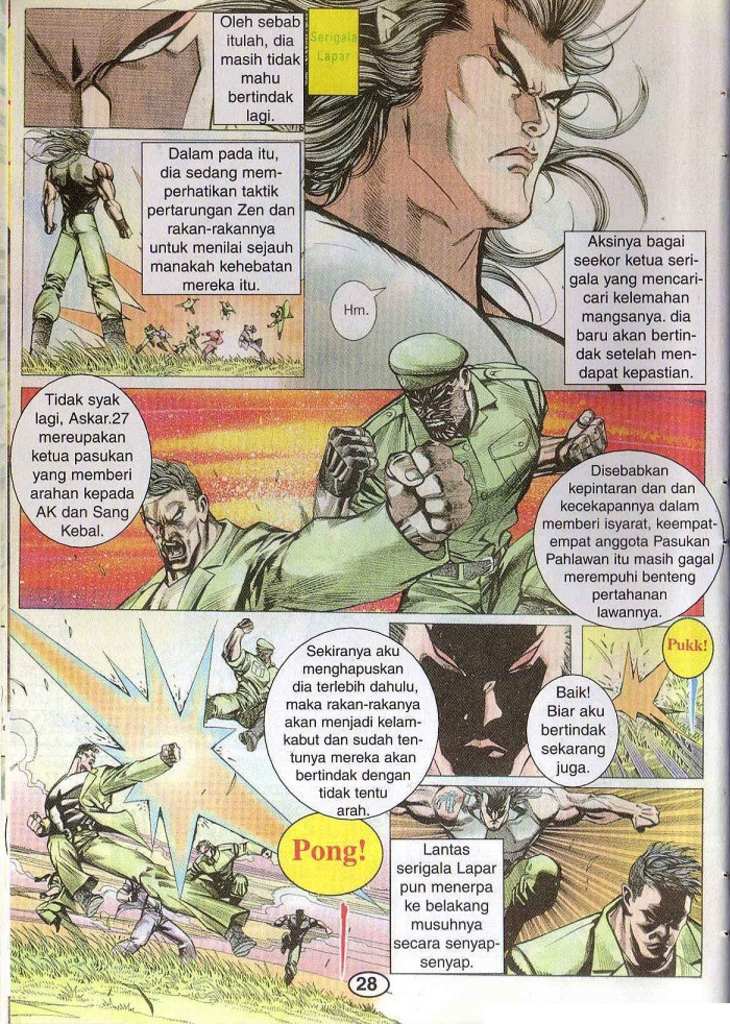 Oleh sebab
itulah, dia
masih tidak
mahu
bertindak
lagi.
Serigala
Lapar
Dalam pada itu,
dia sedang mem-
perhatikan taktik
pertarungan Zen dan
rakan-rakannya
untuk menilai sejauh
manakah kehebatan
mereka itu.
Hm.
Aksinya bagai
seekor ketua seri-
gala yang mencari-
cari kelemahan
mangsanya. dia
baru akan bertin-
dak setelah men-
dapat kepastian.
Tidak syak
lagi, Askar.27
mereupakan
ketua pasukan
yang memberi
arahan kepada
AK dan Sang
Kebal.
Disebabkan
kepintaran dan dan
kecekapannya dalam
memberi isyarat, keempat-
empat anggota Pasukan
Pahlawan itu masih gagal
merempuhi benteng
pertahanan
lawannya.
Sekiranya aku
menghapuskan
dia terlebih dahulu,
maka rakan-rakanya
akan menjadi kelam-
kabut dan sudah ten-
tunya mereka akan
bertindak dengan
tidak tentu
arah.
Baik!
Biar aku
bertindak
sekarang
juga.
Pukk!
Pong!
Lantas
serigala Lapar
pun menerpa
ke belakang
musuhnya
secara senyap-
senyap.
28